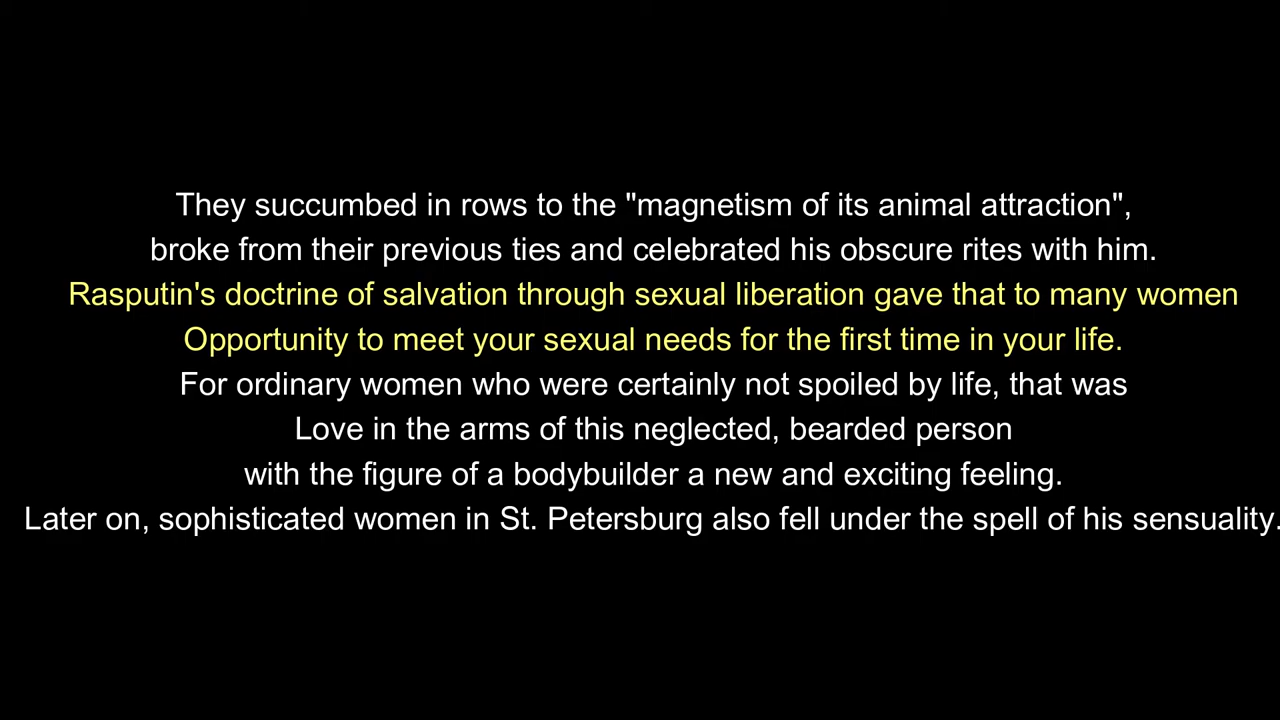 They succumbed in rows to the "magnetism of its animal attraction",
broke from their previous ties and celebrated his obscure rites with him.
Rasputin's doctrine of salvation through sexual liberation gave that to many women
Opportunity to meet your sexual needs for the first time in your life.
For ordinary women who were certainly not spoiled by life, that was
Love in the arms of this neglected, bearded person
with the figure of a bodybuilder a new and exciting feeling.
Later on, sophisticated women in St. Petersburg also fell under the spell of his sensuality.